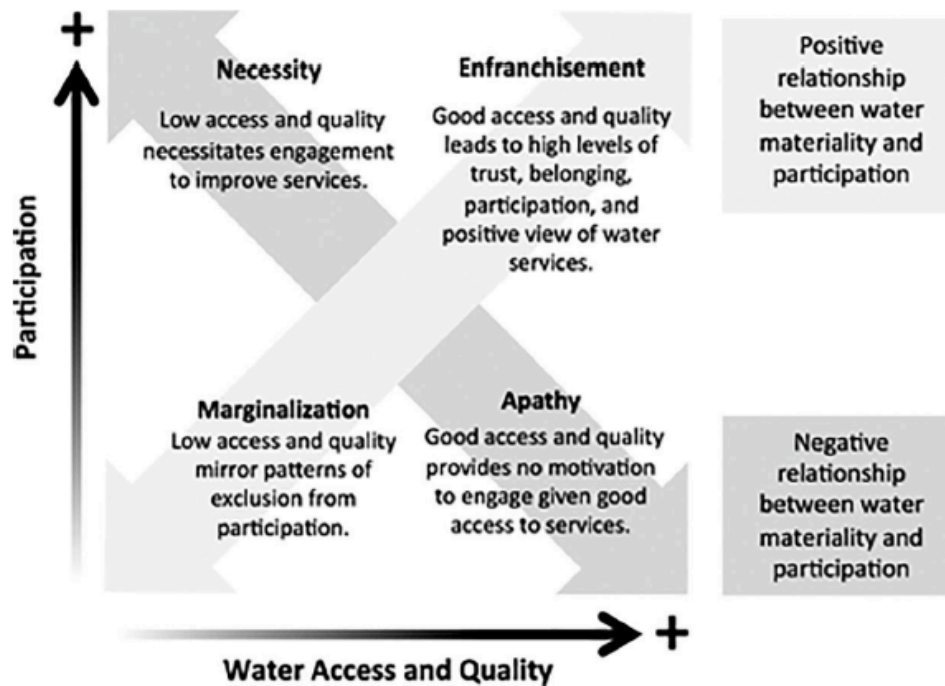 +
Necessity
Low access and quality
necessitates engagement
to improve services.
Enfranchisement
Good access and quality
leads to high levels of
trust, belonging,
participation, and
positive view of water
services.
Positive
relationship
between water
materiality and
participation
Participation
Marginalization
Low access and quality
mirror patterns of
exclusion from
participation.
Apathy
Good access and quality
provides no motivation
to engage given good
access to services.
Negative
relationship
between water
materiality and
participation
+
Water Access and Quality